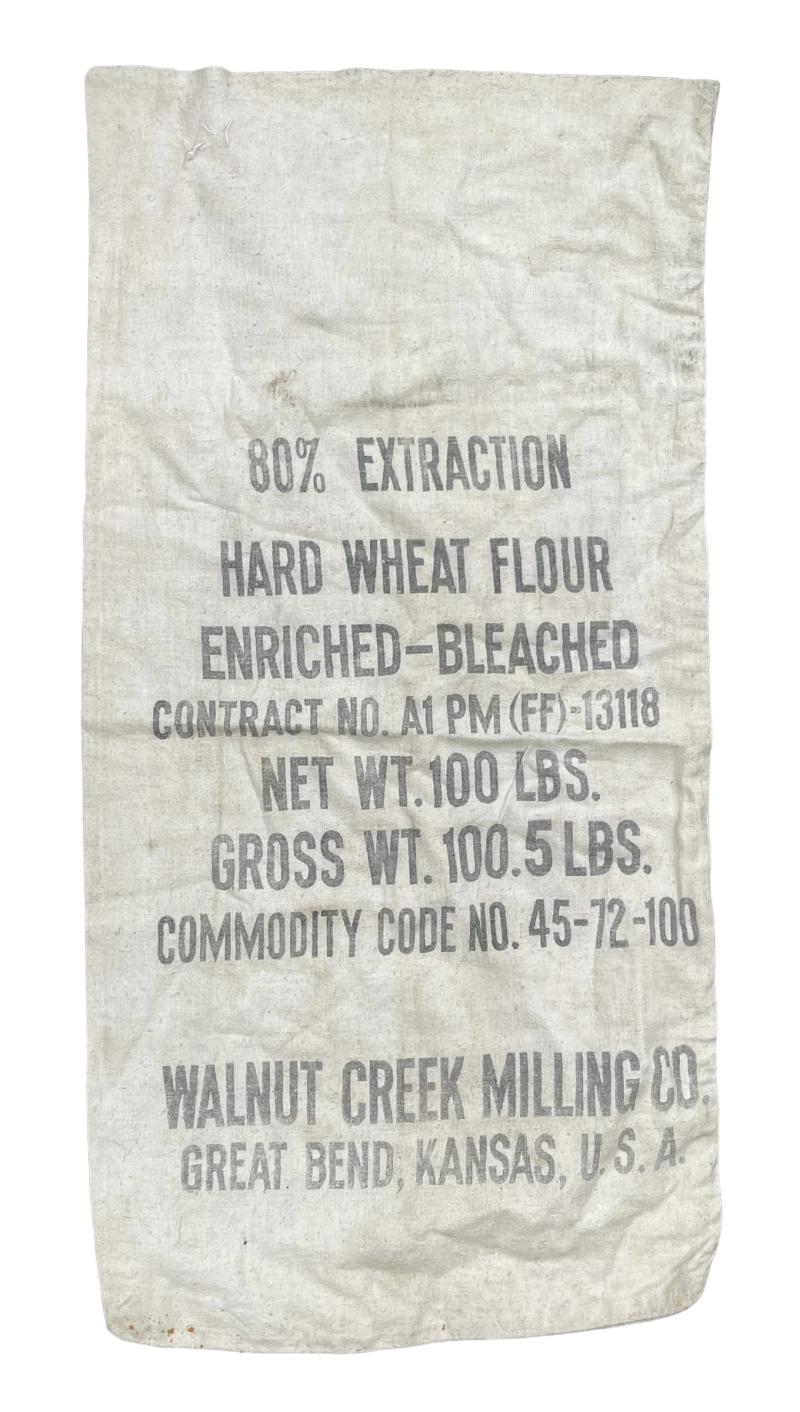 80% EXTRACTION
HARD WHEAT FLOUR
ENRICHED-BLEACHED
CONTRACT NO. A1 PM (FF)-13118
NET WT. 100 LBS.
GROSS WT. 100.5 LBS.
COMMODITY CODE NO. 45-72-100
WALNUT CREEK MILLING CO.
GREAT BEND, KANSAS, U. S. A.